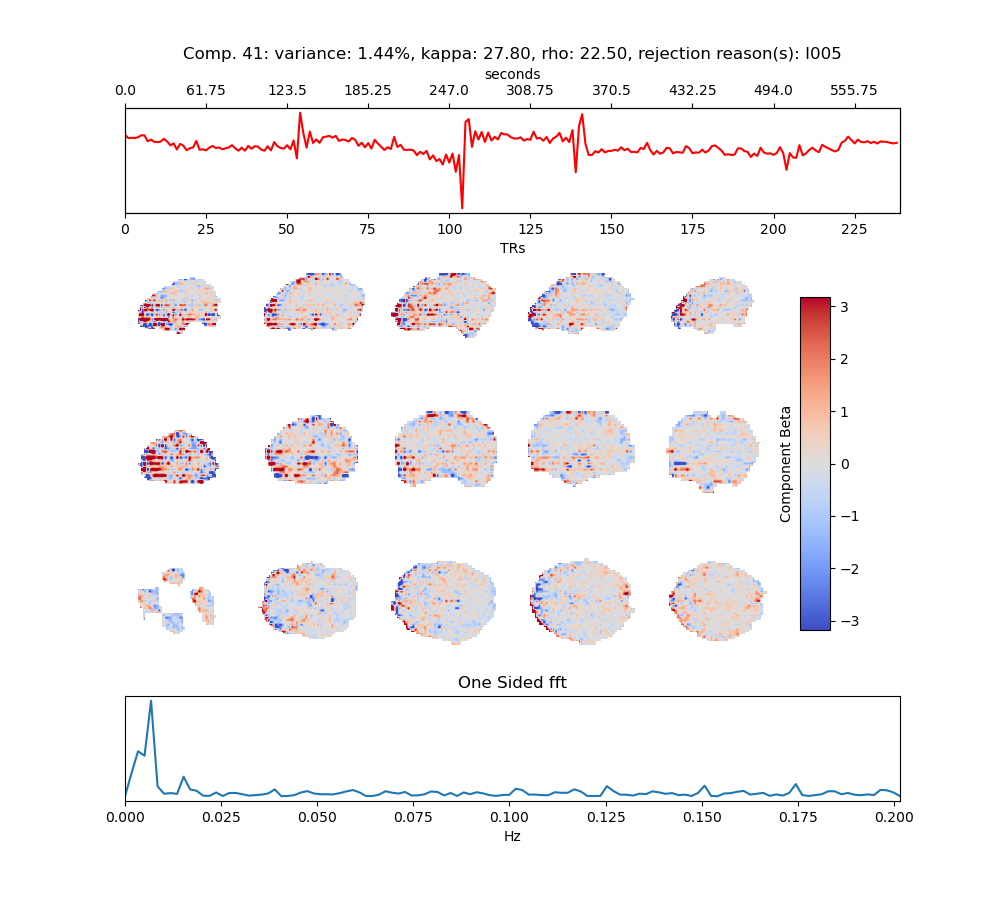 Comp. 41: variance: 1.44%, kappa: 27.80, rho: 22.50, rejection reason(s): I005
seconds
0.0 61.75 123.5 185.25 247.0 308.75 370.5 432.25 494.0 555.75
0 25 50 75 100 125 150 175 200 225
TRs
3
2
1
0
−1
−2
−3
Component Beta
One Sided fft
0.000 0.025 0.050 0.075 0.100 0.125 0.150 0.175 0.200
Hz